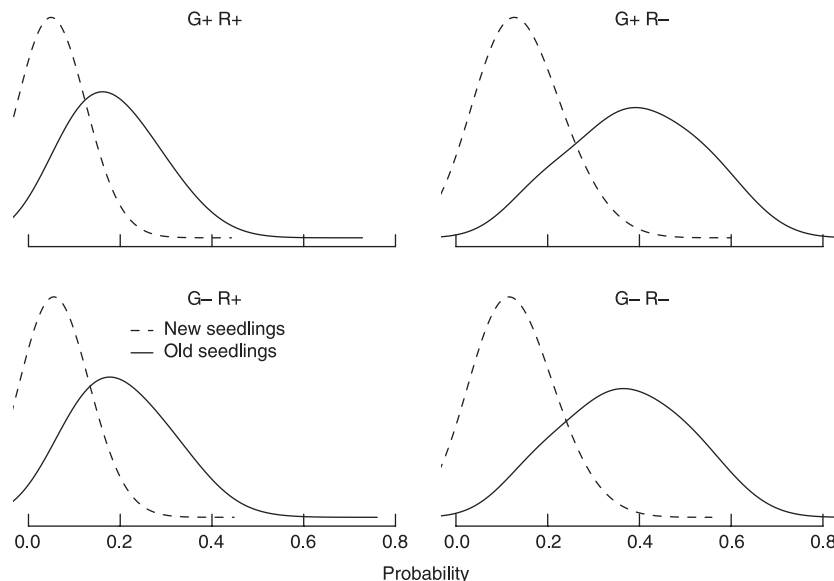 G+ R+
G+ R–
G– R+
New seedlings
Old seedlings
G– R–
0.0 0.2 0.4 0.6 0.8
0.0 0.2 0.4 0.6 0.8
Probability